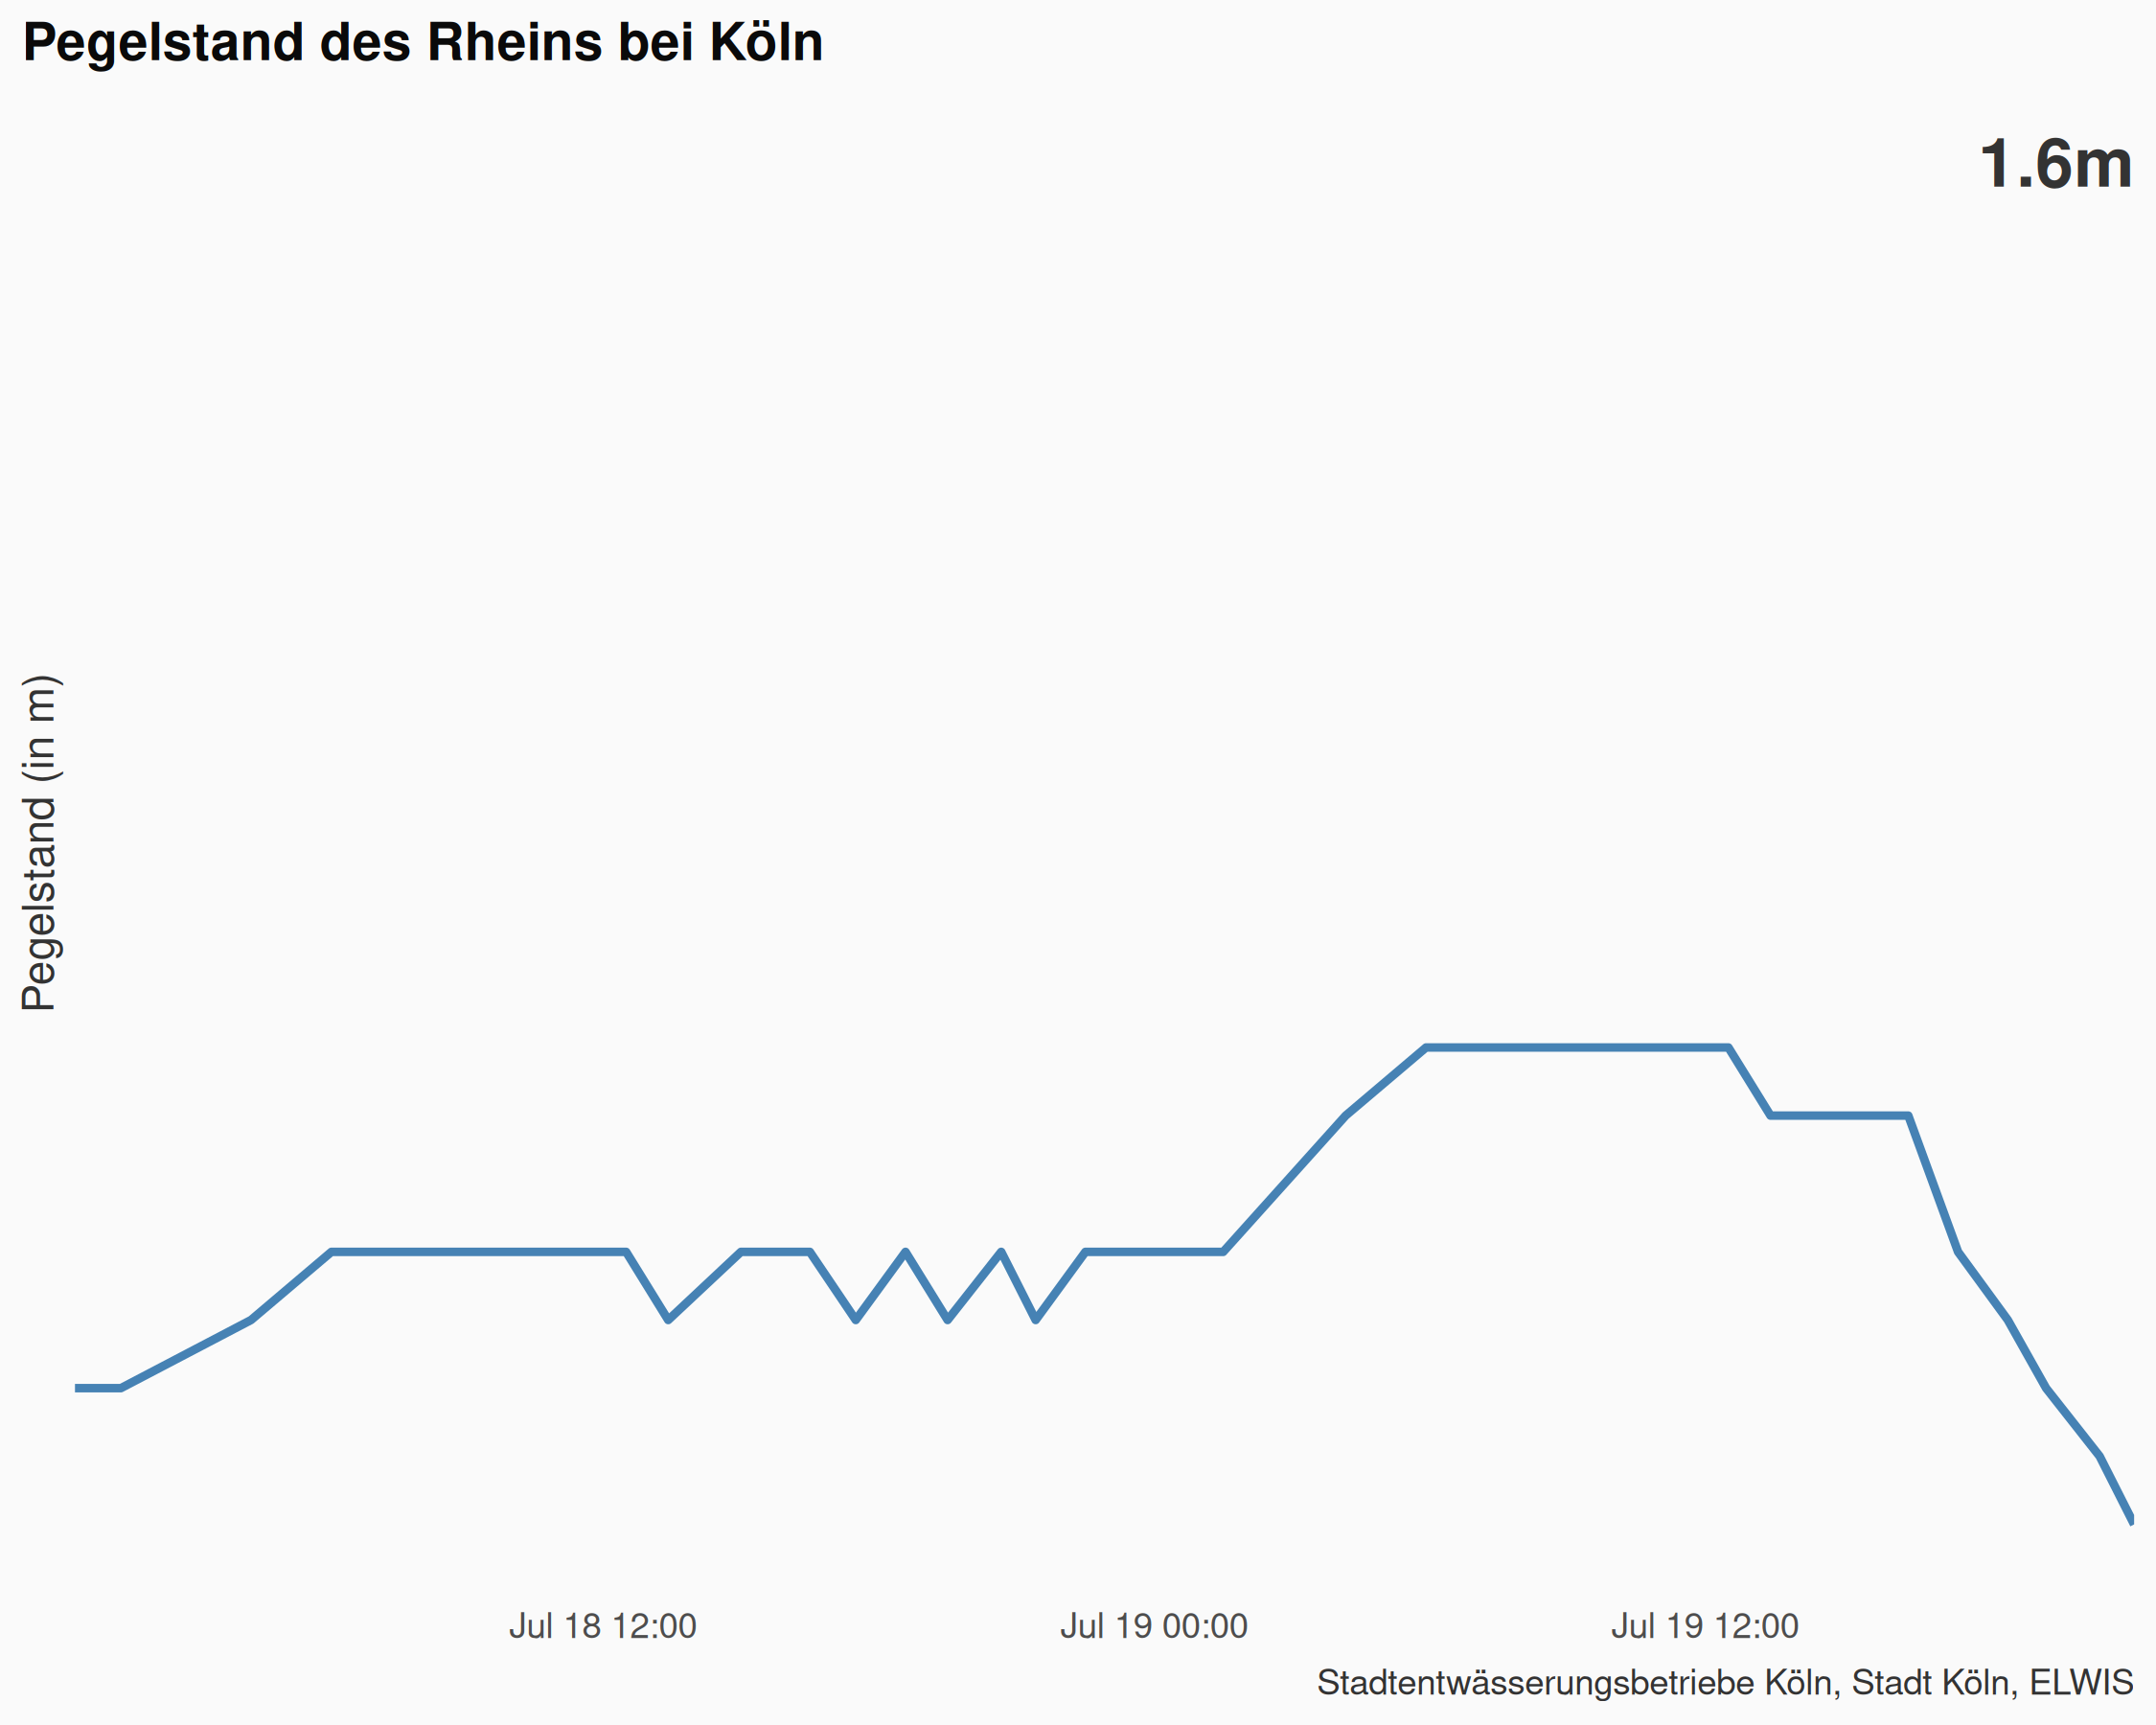 Pegelstand des Rheins bei Köln
1.6m
Pegelstand (in m)
Jul 18 12:00
Jul 19 00:00
Jul 19 12:00
Stadtentwässerungsbetriebe Köln, Stadt Köln, ELWIS